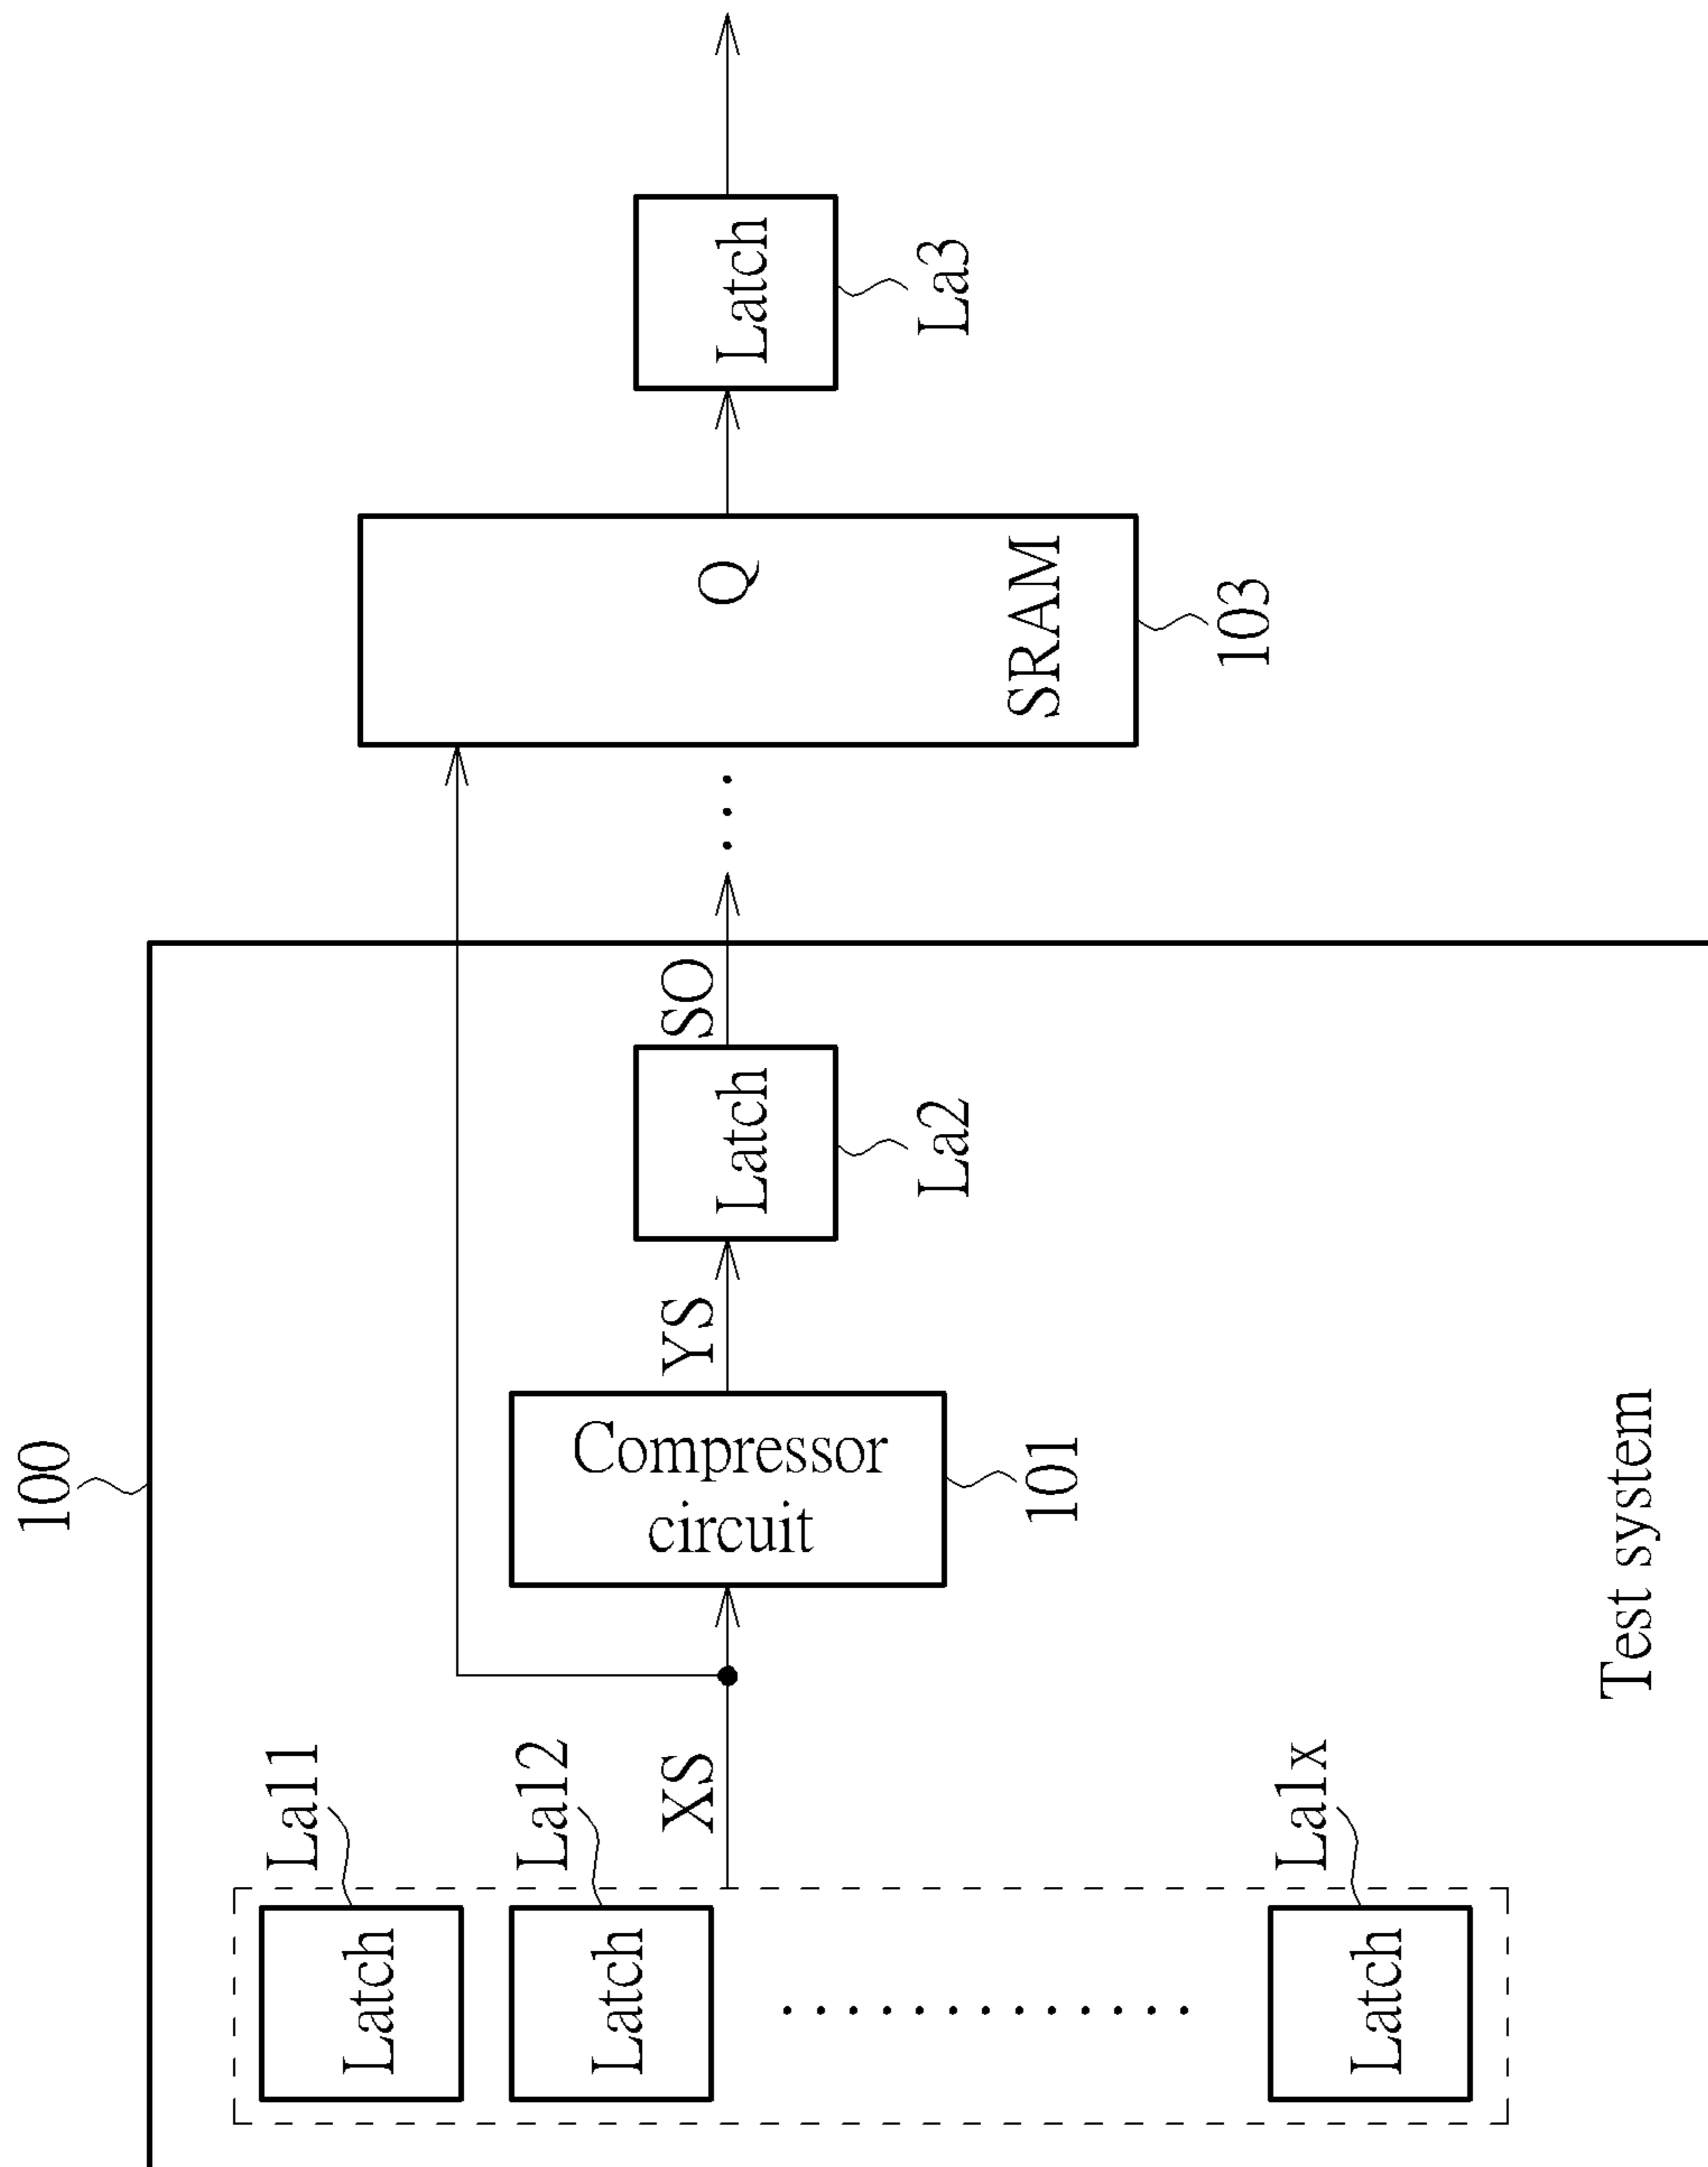 100
La11
Latch
La12
Latch
La1x
Latch
XS
Compressor
circuit
101
YS
Latch
La2
SO
Test system
Q
SRAM
103
Latch
La3